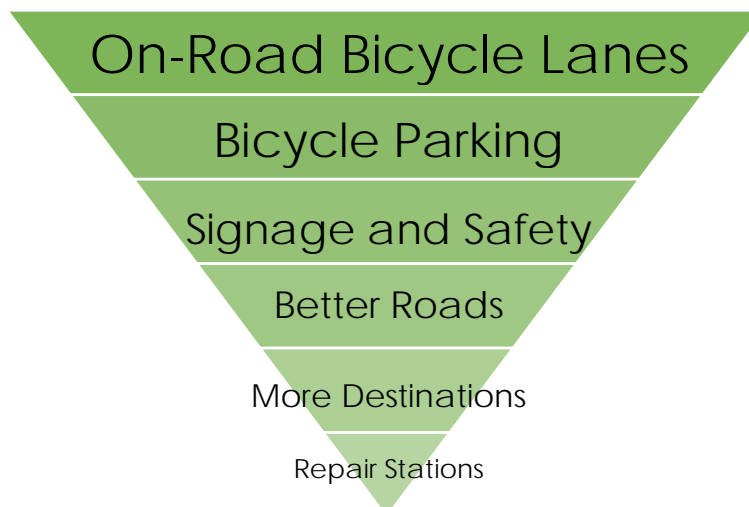 On-Road Bicycle Lanes
Bicycle Parking
Signage and Safety
Better Roads
More Destinations
Repair Stations